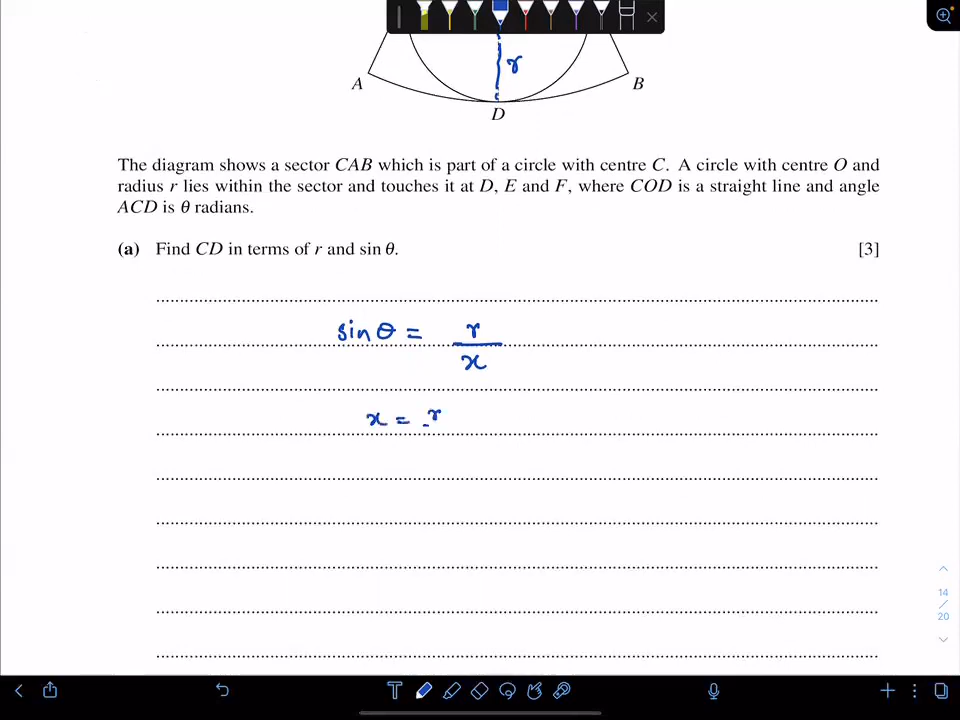 r
A
B
D
The diagram shows a sector CAB which is part of a circle with centre C. A circle with centre O and
radius r lies within the sector and touches it at D, E and F, where COD is a straight line and angle
ACD is θ radians.
(a) Find CD in terms of r and sin θ. [3]
sin θ = r/x
x = r
14
/
20
T